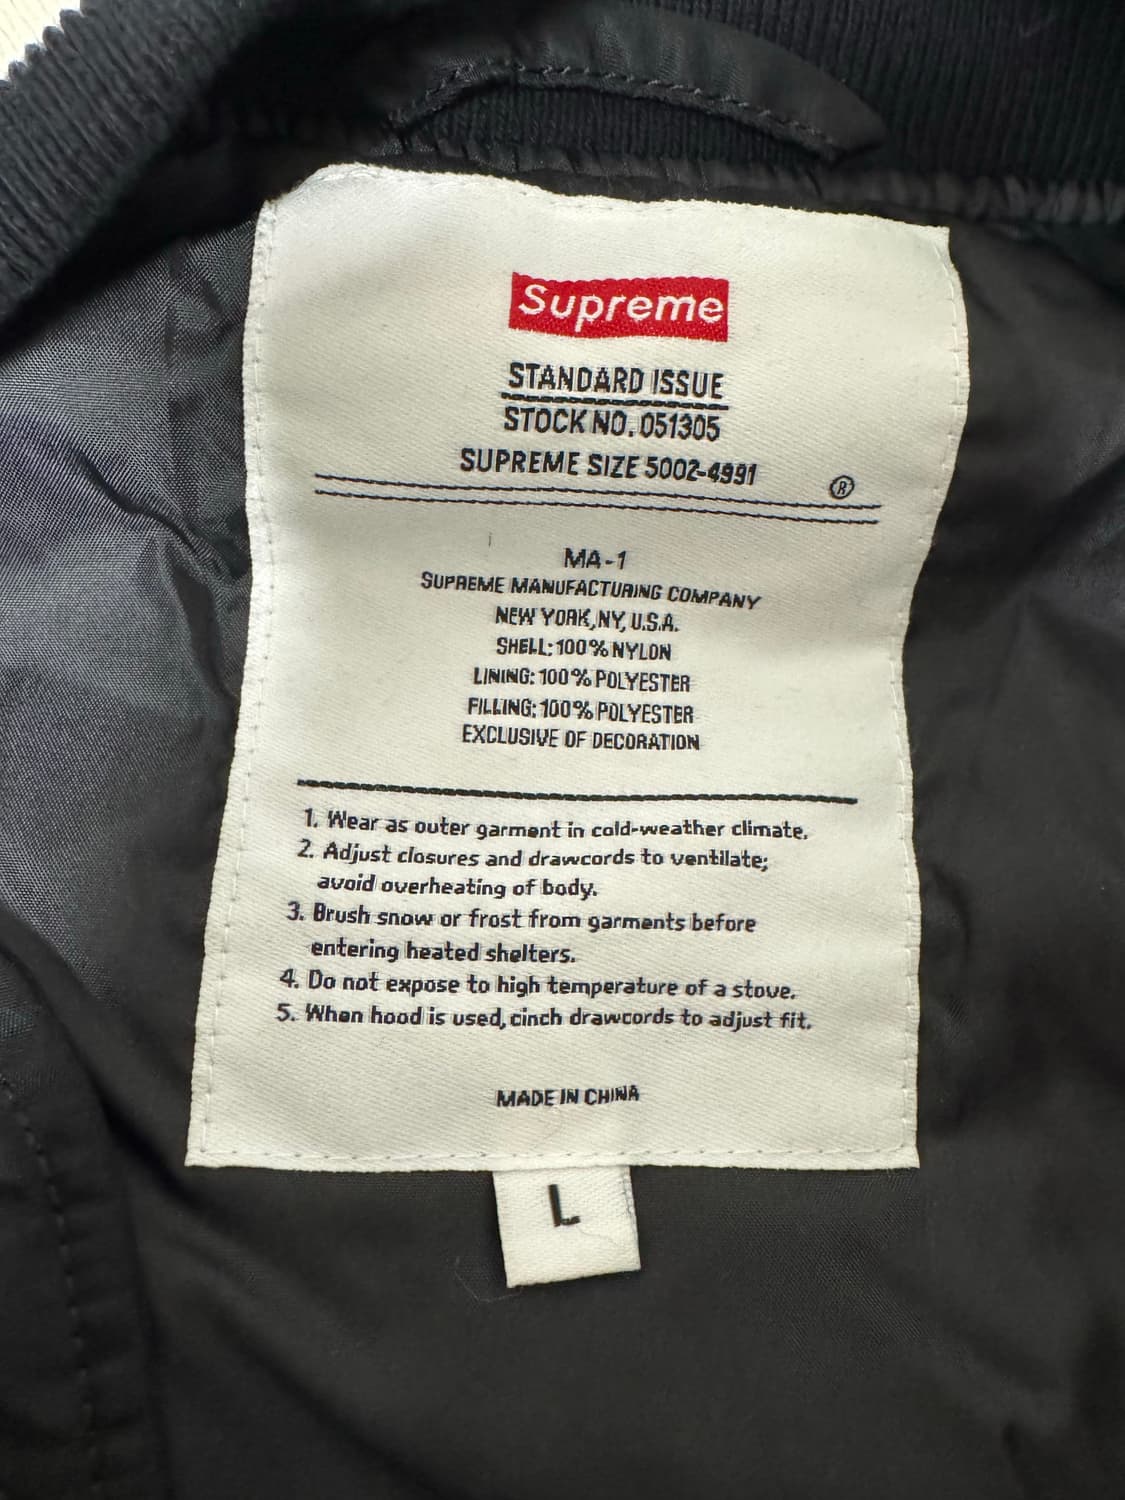 Supreme
STANDARD ISSUE
STOCK NO. 051305
SUPREME SIZE 5002-4991
®
MA-1
SUPREME MANUFACTURING COMPANY
NEW YORK, NY, U.S.A.
SHELL: 100% NYLON
LINING: 100% POLYESTER
FILLING: 100% POLYESTER
EXCLUSIVE OF DECORATION
1. Wear as outer garment in cold-weather climate.
2. Adjust closures and drawcords to ventilate;
avoid overheating of body.
3. Brush snow or frost from garments before
entering heated shelters.
4. Do not expose to high temperature of a stove.
5. When hood is used, cinch drawcords to adjust fit.
MADE IN CHINA
L